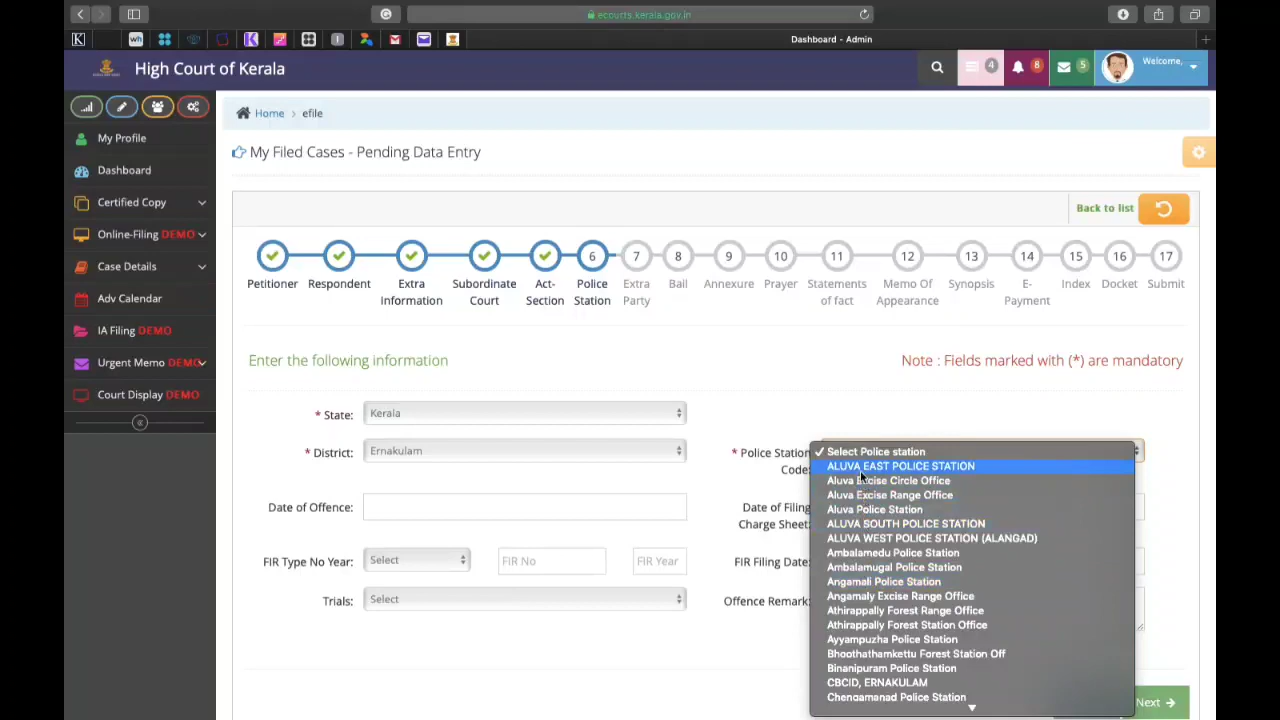 ecourts.kerala.gov.in
Dashboard - Admin
High Court of Kerala
4
8
5
Welcome,
My Profile
Dashboard
Certified Copy
Online-Filing DEMO
Case Details
Adv Calendar
IA Filing DEMO
Urgent Memo DEMO
Court Display DEMO
Home
efile
My Filed Cases - Pending Data Entry
Back to list
6 7 8 9 10 11 12 13 14 15 16 17
Petitioner
Respondent
Extra Information
Subordinate Court
Act-Section
Police Station
Extra Party
Bail
Annexure
Prayer
Statements of fact
Memo Of Appearance
Synopsis
E-Payment
Index
Docket
Submit
Enter the following information
Note : Fields marked with (*) are mandatory
* State:
Kerala
* District:
Ernakulam
* Police Station Code:
Date of Offence:
Date of Filing Charge Sheet:
FIR Type No Year:
Select
FIR No
FIR Year
FIR Filing Date:
Trials:
Select
Offence Remark:
✓ Select Police station
ALUVA EAST POLICE STATION
Aluva Excise Circle Office
Aluva Excise Range Office
Aluva Police Station
ALUVA SOUTH POLICE STATION
ALUVA WEST POLICE STATION (ALANGAD)
Ambalamedu Police Station
Ambalamugal Police Station
Angamali Police Station
Angamaly Excise Range Office
Athirappally Forest Range Office
Athirappally Forest Station Office
Ayyampuzha Police Station
Bhoothathamkettu Forest Station Off
Binanipuram Police Station
CBCID, ERNAKULAM
Chengamanad Police Station
Next